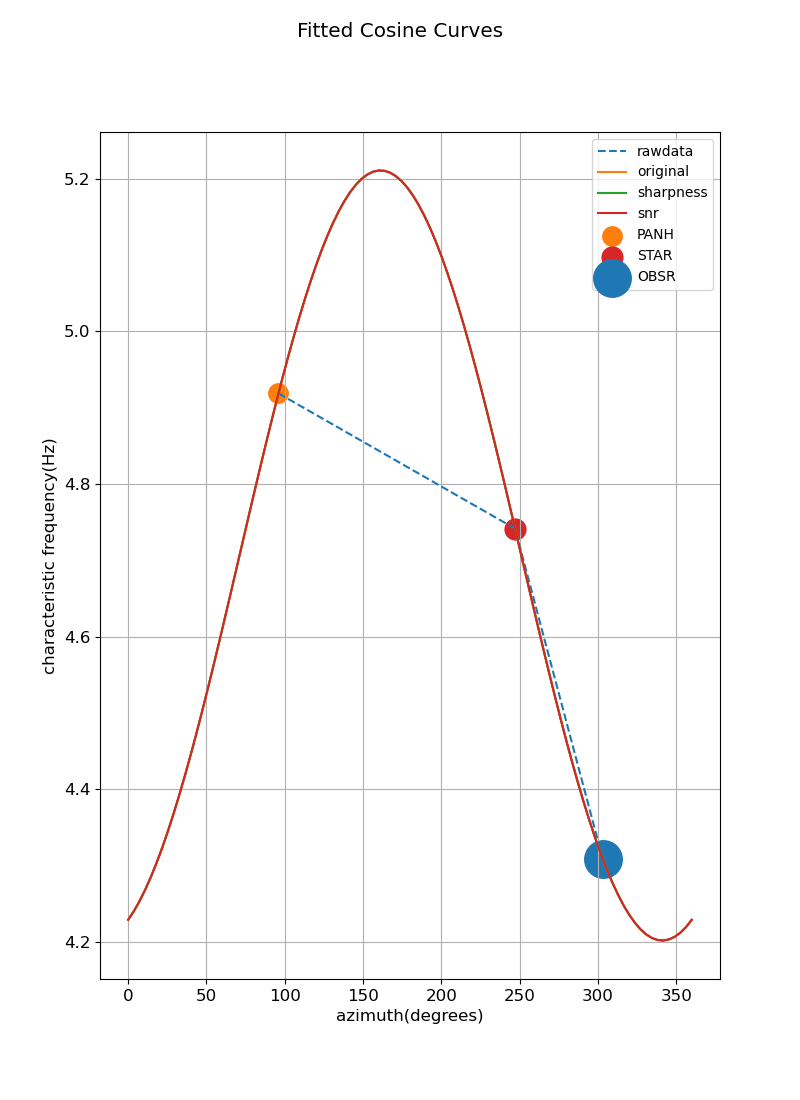 Fitted Cosine Curves
rawdata
original
sharpness
snr
PANH
STAR
OBSR
5.2
5.0
4.8
4.6
4.4
4.2
characteristic frequency(Hz)
0 50 100 150 200 250 300 350
azimuth(degrees)